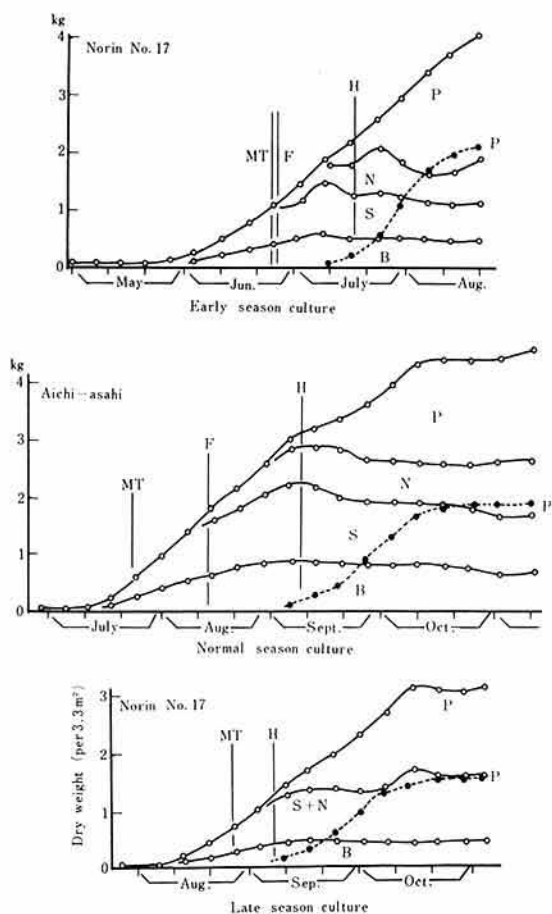 kg
Norin No. 17
4
H
P
3
MT
F
P
2
N
1
S
B
0
May
Jun.
July
Aug.
Early season culture
kg
Aichi-asahi
H
4
P
F
3
MT
N
2
P
S
1
B
0
July
Aug.
Sept.
Oct.
Normal season culture
Dry weight (per 3.3m²)
3
Norin No. 17
P
MT
H
2
P
S+N
1
B
0
Aug.
Sep.
Oct.
Late season culture